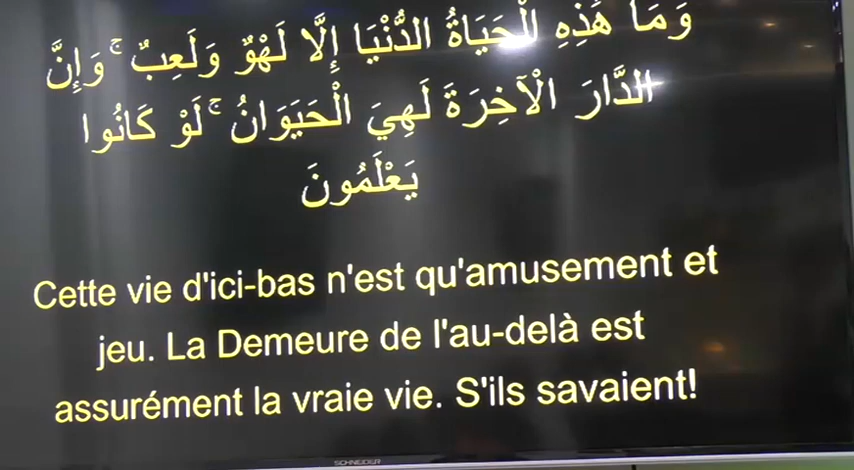 وَمَا هَٰذِهِ الْحَيَاةُ الدُّنْيَا إِلَّا لَهْوٌ وَلَعِبٌ ۚ وَإِنَّ
الدَّارَ الْآخِرَةَ لَهِيَ الْحَيَوَانُ ۚ لَوْ كَانُوا
يَعْلَمُونَ
Cette vie d'ici-bas n'est qu'amusement et
jeu. La Demeure de l'au-delà est
assurément la vraie vie. S'ils savaient!
SCHNEIDER